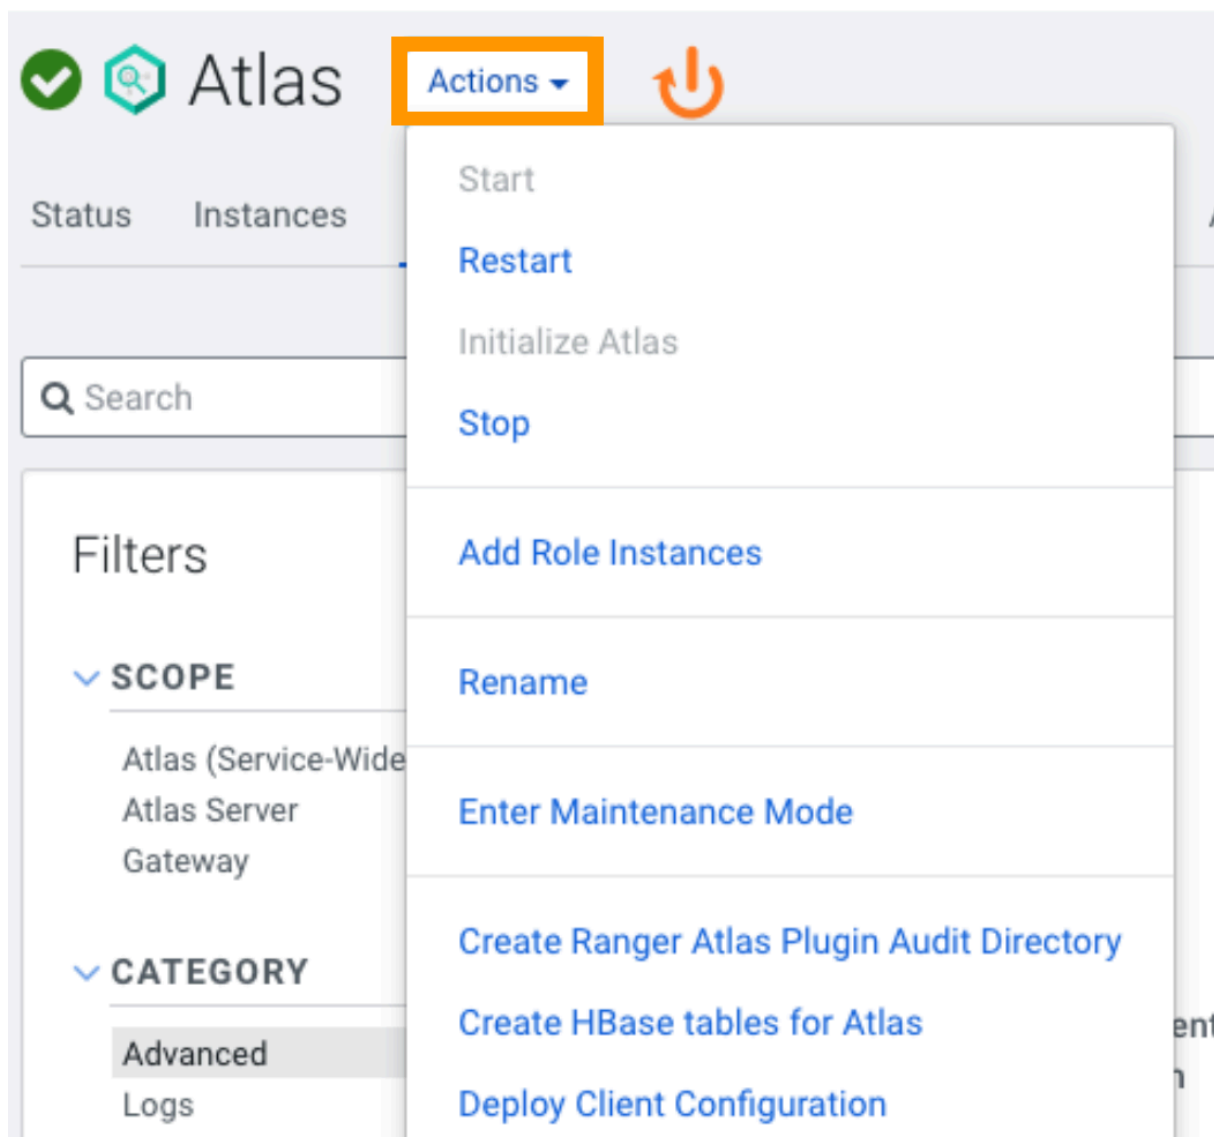 Atlas
Actions
Status
Instances
Start
Restart
Initialize Atlas
Stop
Search
Add Role Instances
Filters
Rename
SCOPE
Atlas (Service-Wide
Atlas Server
Gateway
Enter Maintenance Mode
Create Ranger Atlas Plugin Audit Directory
CATEGORY
Create HBase tables for Atlas
Advanced
Logs
Deploy Client Configuration